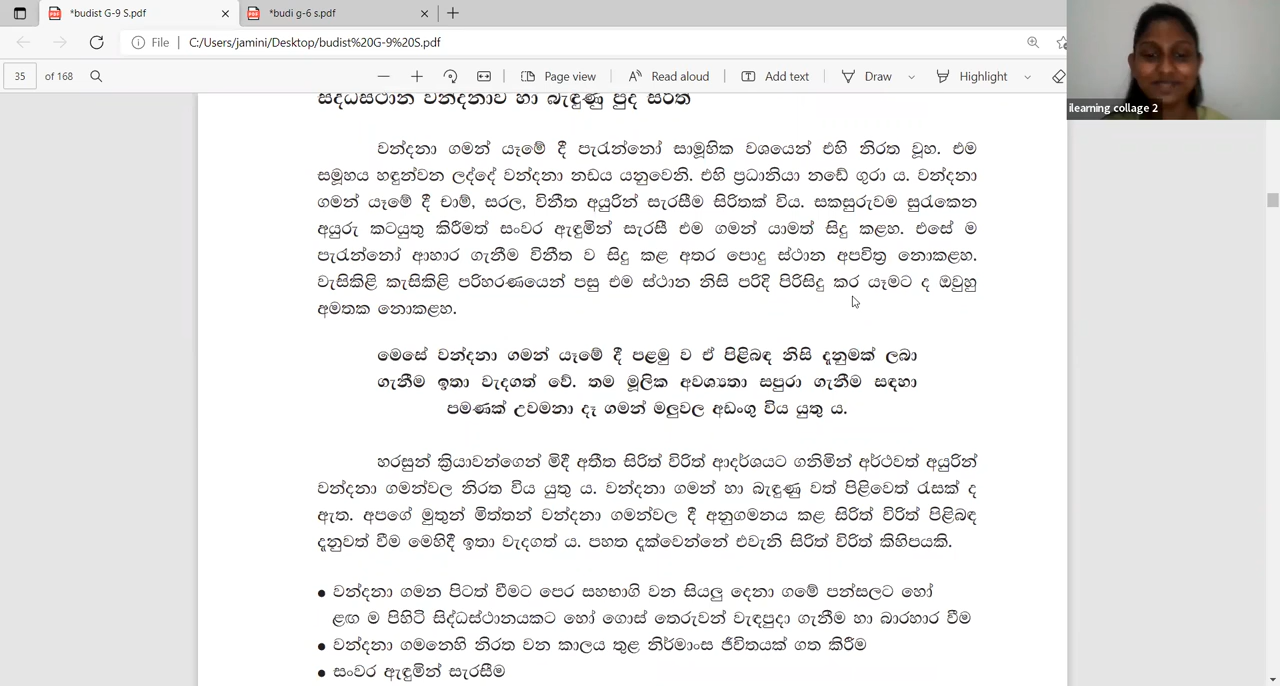 *budist G-9 S.pdf
*budi g-6 s.pdf
File
C:/Users/jamini/Desktop/budist%20G-9%20S.pdf
35 of 168
Page view
Read aloud
Add text
Draw
Highlight
ilearning collage 2
සිද්ධස්ථාන වන්දනාව හා බැඳුණු පුද සිරිත්
වන්දනා ගමන් යෑමේ දී පැරැන්නෝ සාමූහික වශයෙන් එහි නිරත වූහ. එම
සමූහය හඳුන්වන ලද්දේ වන්දනා නඩය යනුවෙනි. එහි ප්‍රධානියා නඩේ ගුරා ය. වන්දනා
ගමන් යෑමේ දී චාම්, සරල, විනීත අයුරින් සැරසීම සිරිතක් විය. සකසුරුවම සුරැකෙන
අයුරු කටයුතු කිරීමත් සංවර ඇඳුමින් සැරසී එම ගමන් යාමත් සිදු කළහ. එසේ ම
පැරැන්නෝ ආහාර ගැනීම විනීත ව සිදු කළ අතර පොදු ස්ථාන අපවිත්‍ර නොකළහ.
වැසිකිළි කැසිකිළි පරිහරණයෙන් පසු එම ස්ථාන නිසි පරිදි පිරිසිදු කර යෑමට ද ඔවුහු
අමතක නොකළහ.
මෙසේ වන්දනා ගමන් යෑමේ දී පළමු ව ඒ පිළිබඳ නිසි දැනුමක් ලබා
ගැනීම ඉතා වැදගත් වේ. තම මූලික අවශ්‍යතා සපුරා ගැනීම සඳහා
පමණක් උවමනා දෑ ගමන් මලුවල අඩංගු විය යුතු ය.
හරසුන් ක්‍රියාවන්ගෙන් මිදී අතීත සිරිත් විරිත් ආදර්ශයට ගනිමින් අර්ථවත් අයුරින්
වන්දනා ගමන්වල නිරත විය යුතු ය. වන්දනා ගමන් හා බැඳුණු වත් පිළිවෙත් රැසක් ද
ඇත. අපගේ මුතුන් මිත්තන් වන්දනා ගමන්වල දී අනුගමනය කළ සිරිත් විරිත් පිළිබඳ
දැනුවත් වීම මෙහිදී ඉතා වැදගත් ය. පහත දැක්වෙන්නේ එවැනි සිරිත් විරිත් කිහිපයකි.
• වන්දනා ගමන පිටත් වීමට පෙර සහභාගි වන සියලු දෙනා ගමේ පන්සලට හෝ
ළඟ ම පිහිටි සිද්ධස්ථානයකට හෝ ගොස් තෙරුවන් වැඳපුදා ගැනීම හා බාරහාර වීම
• වන්දනා ගමනෙහි නිරත වන කාලය තුළ නිර්මාංස ජීවිතයක් ගත කිරීම
• සංවර ඇඳුමින් සැරසීම